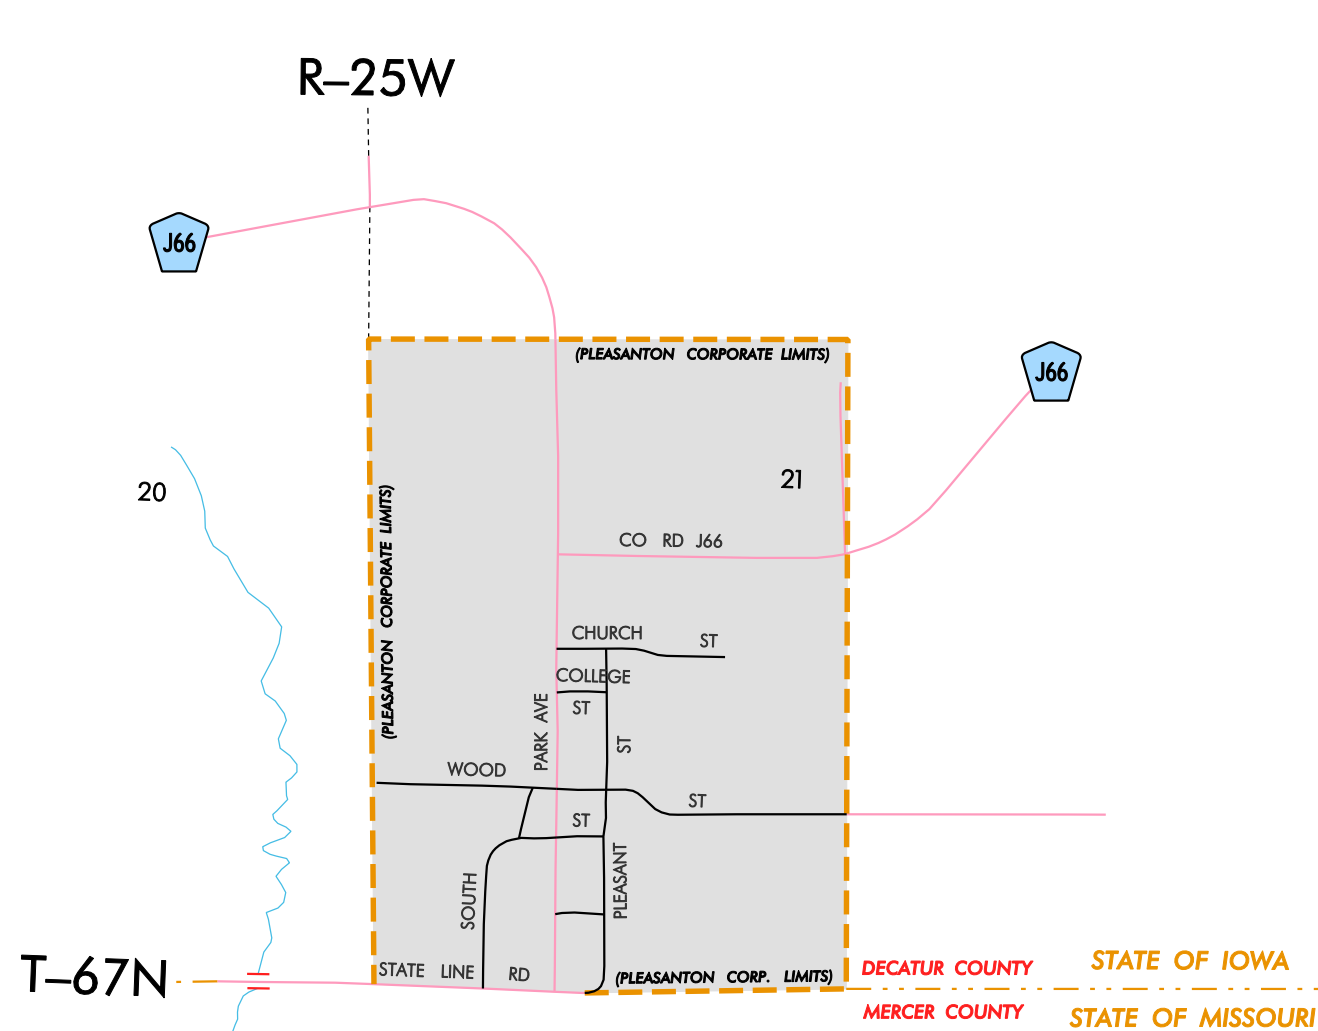 R–25W
J66
(PLEASANTON CORPORATE LIMITS)
J66
21
20
(PLEASANTON CORPORATE LIMITS)
CO RD J66
CHURCH ST
COLLEGE
ST
PARK AVE
ST
WOOD ST
ST
SOUTH
PLEASANT
STATE LINE RD
(PLEASANTON CORP. LIMITS)
T–67N
DECATUR COUNTY
STATE OF IOWA
MERCER COUNTY
STATE OF MISSOURI